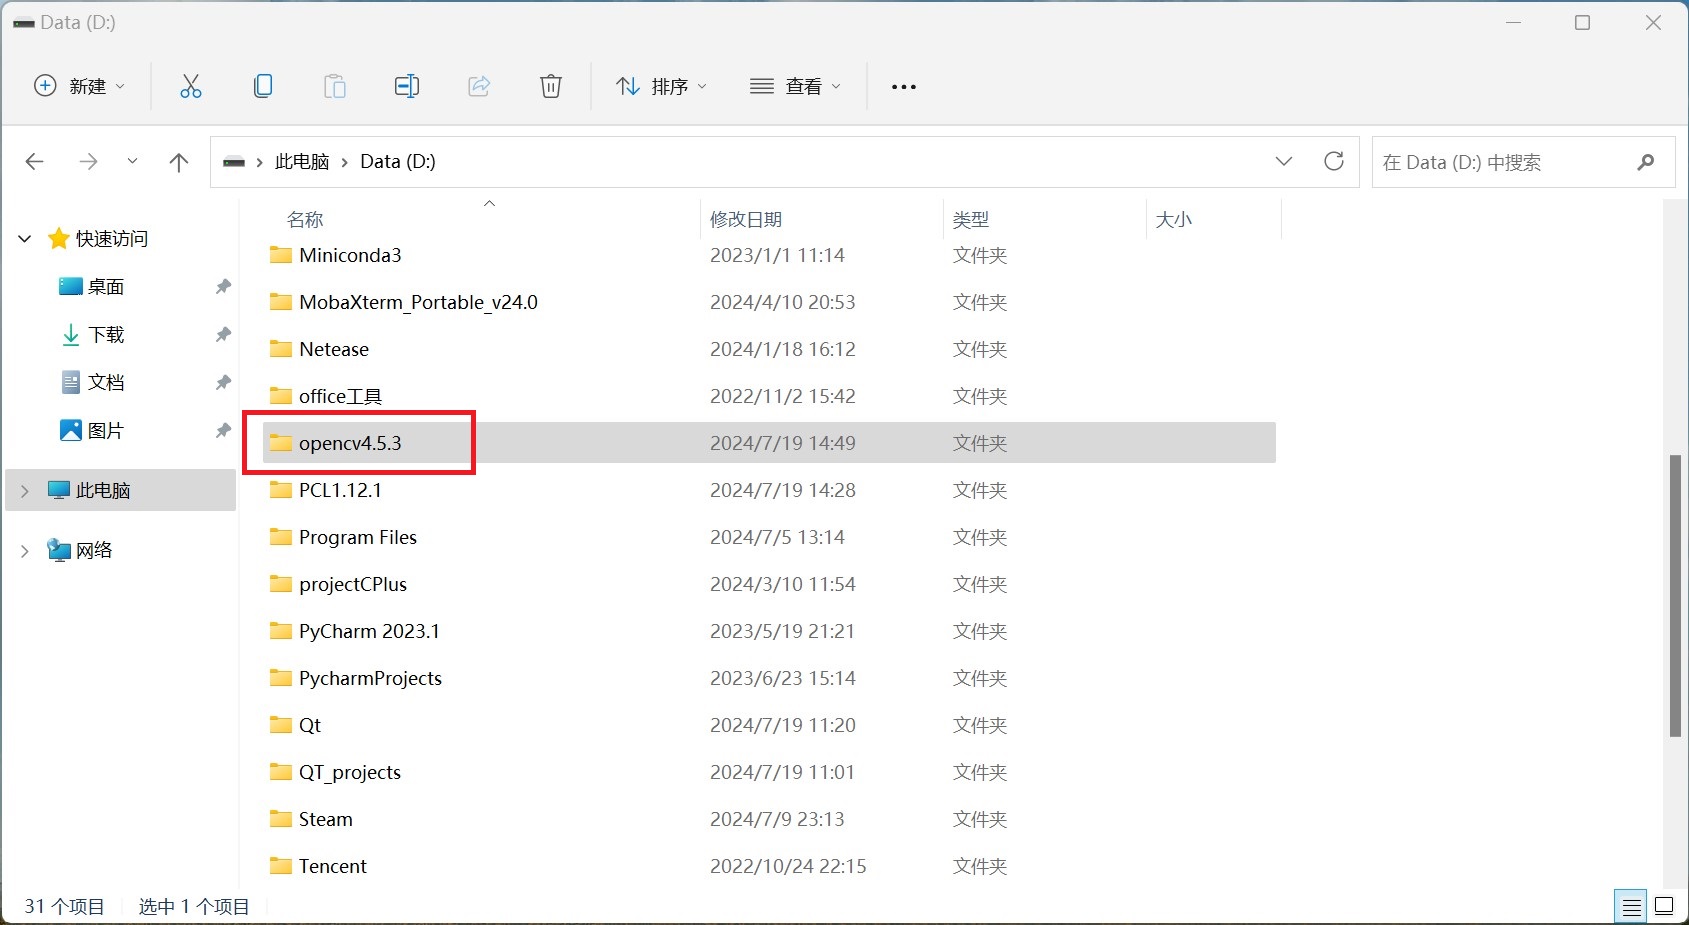 Data (D:)
新建 排序 查看
此电脑 Data (D:) 在 Data (D:) 中搜索
名称 修改日期 类型 大小
快速访问
桌面
下载
文档
图片
此电脑
网络
Miniconda3 2023/1/1 11:14 文件夹
MobaXterm_Portable_v24.0 2024/4/10 20:53 文件夹
Netease 2024/1/18 16:12 文件夹
office工具 2022/11/2 15:42 文件夹
opencv4.5.3 2024/7/19 14:49 文件夹
PCL1.12.1 2024/7/19 14:28 文件夹
Program Files 2024/7/5 13:14 文件夹
projectCPlus 2024/3/10 11:54 文件夹
PyCharm 2023.1 2023/5/19 21:21 文件夹
PycharmProjects 2023/6/23 15:14 文件夹
Qt 2024/7/19 11:20 文件夹
QT_projects 2024/7/19 11:01 文件夹
Steam 2024/7/9 23:13 文件夹
Tencent 2022/10/24 22:15 文件夹
31 个项目 选中 1 个项目